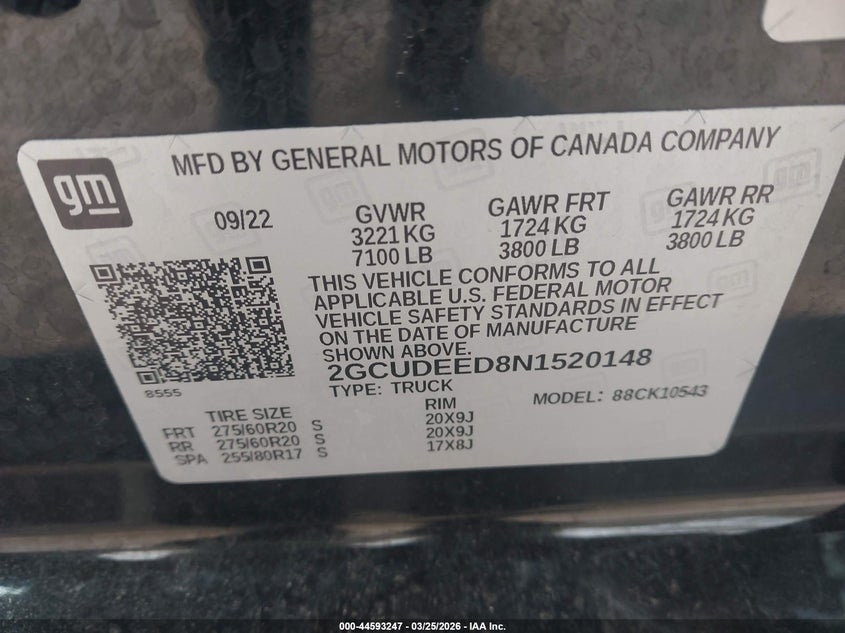 MFD BY GENERAL MOTORS OF CANADA COMPANY
gm
09/22
GVWR
3221 KG
7100 LB
GAWR FRT
1724 KG
3800 LB
GAWR RR
1724 KG
3800 LB
THIS VEHICLE CONFORMS TO ALL
APPLICABLE U.S. FEDERAL MOTOR
VEHICLE SAFETY STANDARDS IN EFFECT
ON THE DATE OF MANUFACTURE
SHOWN ABOVE.
2GCUDEED8N1520148
TYPE: TRUCK
MODEL: 88CK10543
8555
TIRE SIZE RIM
FRT 275/60R20 S 20X9J
RR 275/60R20 S 20X9J
SPA 255/80R17 S 17X8J
000-44593247 - 03/25/2026 - IAA Inc.